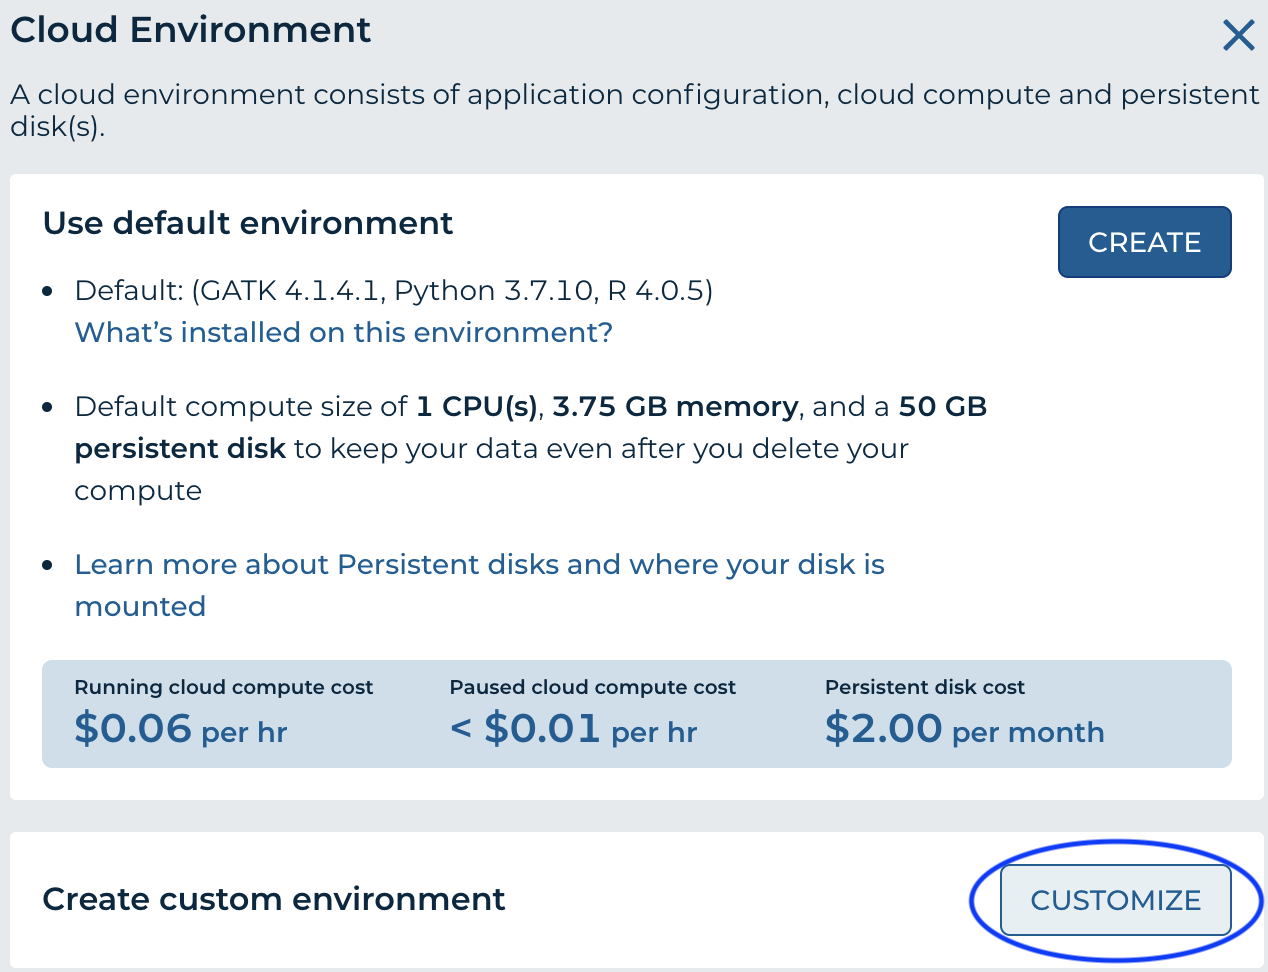 Cloud Environment
A cloud environment consists of application configuration, cloud compute and persistent
disk(s).
Use default environment
CREATE
• Default: (GATK 4.1.4.1, Python 3.7.10, R 4.0.5)
What’s installed on this environment?
• Default compute size of 1 CPU(s), 3.75 GB memory, and a 50 GB
persistent disk to keep your data even after you delete your
compute
• Learn more about Persistent disks and where your disk is
mounted
Running cloud compute cost
$0.06 per hr
Paused cloud compute cost
< $0.01 per hr
Persistent disk cost
$2.00 per month
Create custom environment
CUSTOMIZE